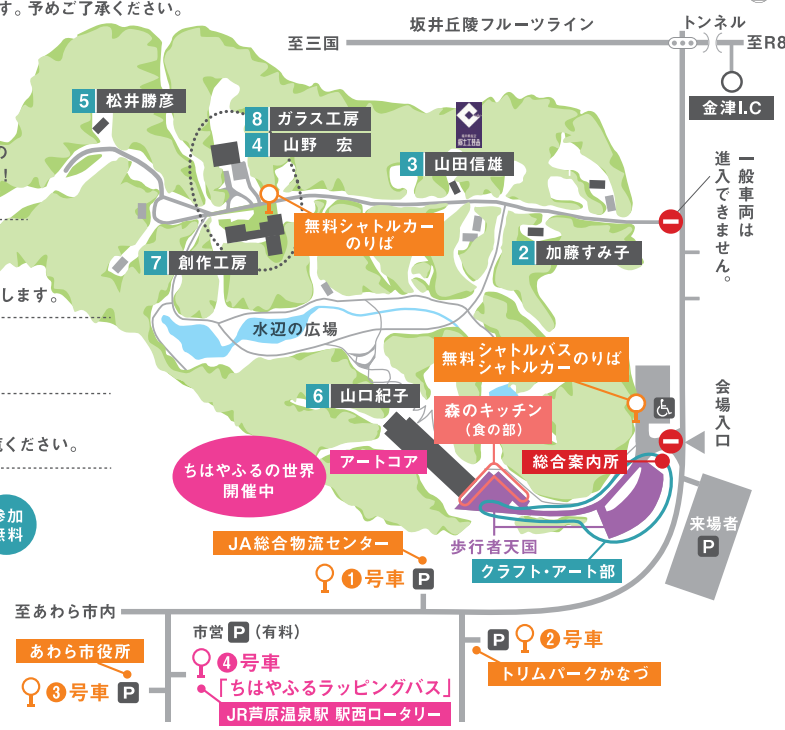 す。予めご了承ください。
坂井丘陵フルーツライン
トンネル
至三国
至R8
金津I.C
5 松井勝彦
8 ガラス工房
4 山野 宏
3 山田信雄
の
!
一般車両は
進入できません。
無料シャトルカー
のりば
7 創作工房
2 加藤すみ子
します。
水辺の広場
無料 シャトルバス のりば
シャトルカー
6 山口紀子
森のキッチン
(食の部)
会場入口
ください。
アートコア
総合案内所
ちはやふるの世界
開催中
参加
無料
来場者
P
歩行者天国
JA総合物流センター
クラフト・アート部
1号車 P
至あわら市内
市営 P (有料)
P 2号車
あわら市役所
4号車
トリムパークかなづ
3号車 P
「ちはやふるラッピングバス」
JR芦原温泉駅 駅西ロータリー